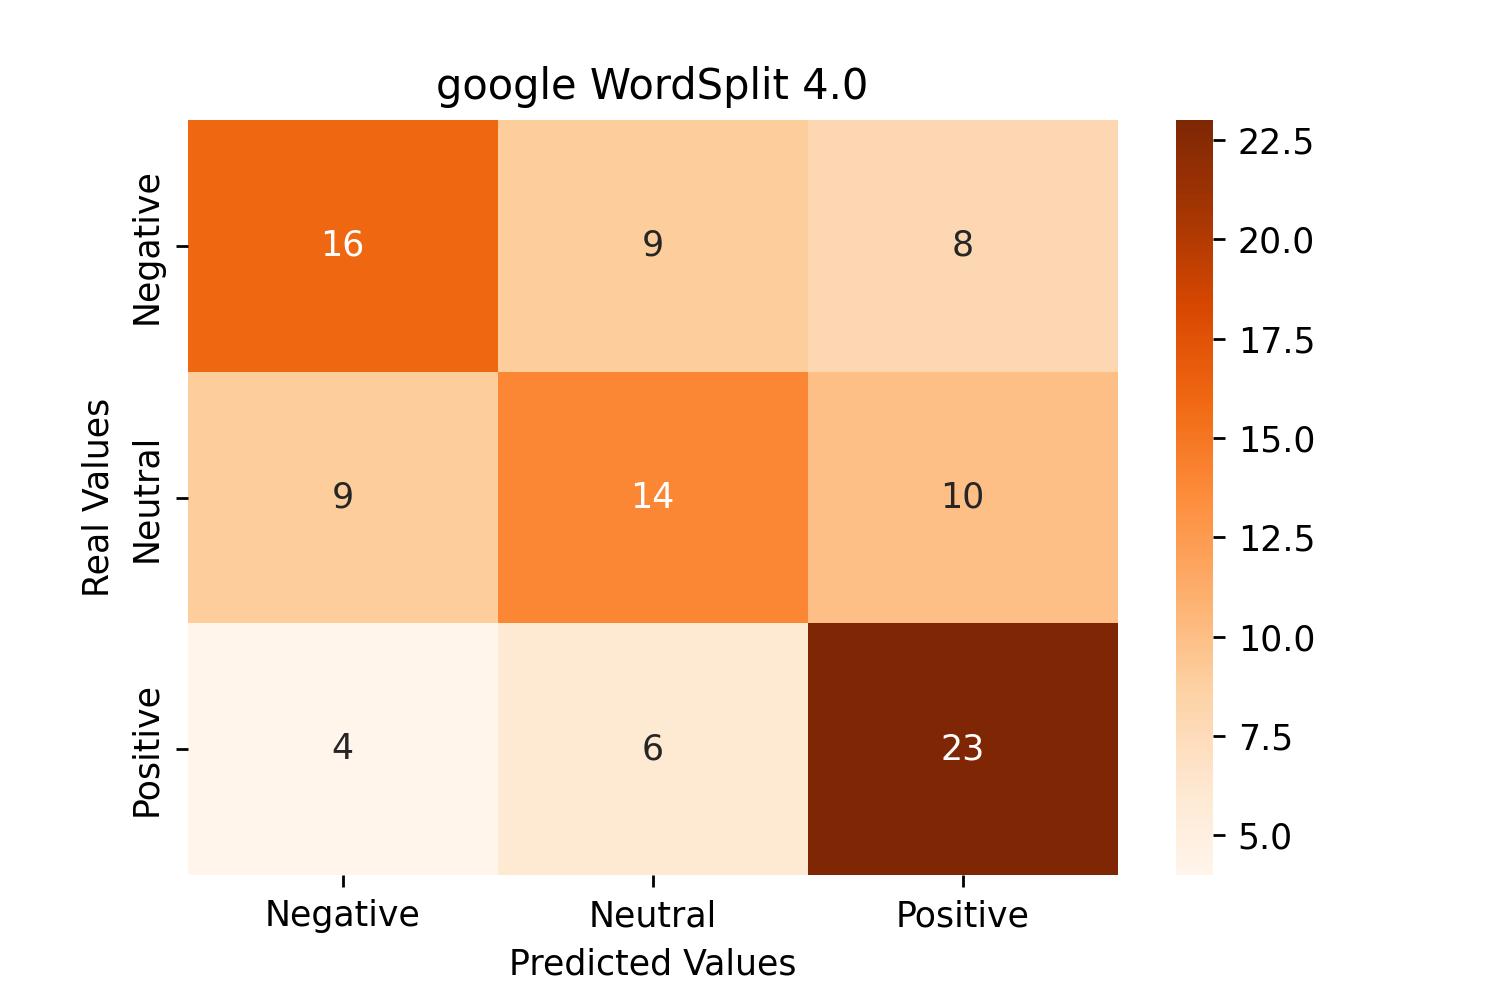 google WordSplit 4.0
Real Values
Negative
16 9 8
Neutral
9 14 10
Positive
4 6 23
Negative Neutral Positive
Predicted Values
22.5
20.0
17.5
15.0
12.5
10.0
7.5
5.0